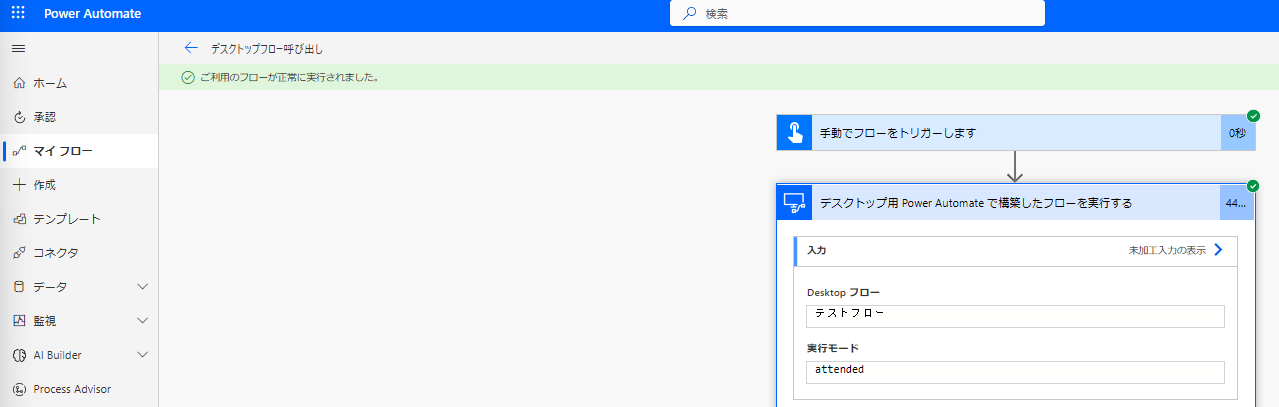 Power Automate
検索
デスクトップフロー呼び出し
ご利用のフローが正常に実行されました。
ホーム
承認
マイ フロー
作成
テンプレート
コネクタ
データ
監視
AI Builder
Process Advisor
手動でフローをトリガーします
0秒
デスクトップ用 Power Automate で構築したフローを実行する
44...
入力
未加工入力の表示
Desktop フロー
テストフロー
実行モード
attended